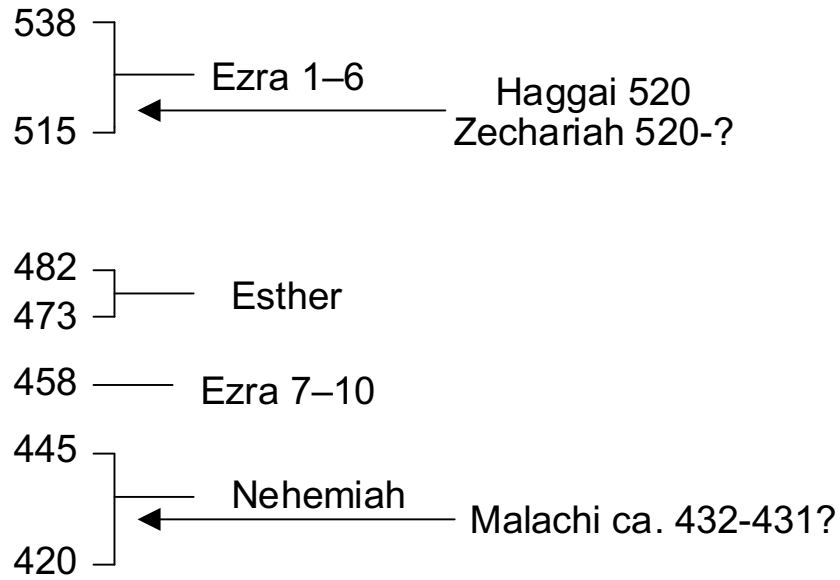 538
Ezra 1–6
Haggai 520
515
Zechariah 520-?
482
Esther
473
458
Ezra 7–10
445
Nehemiah
Malachi ca. 432-431?
420